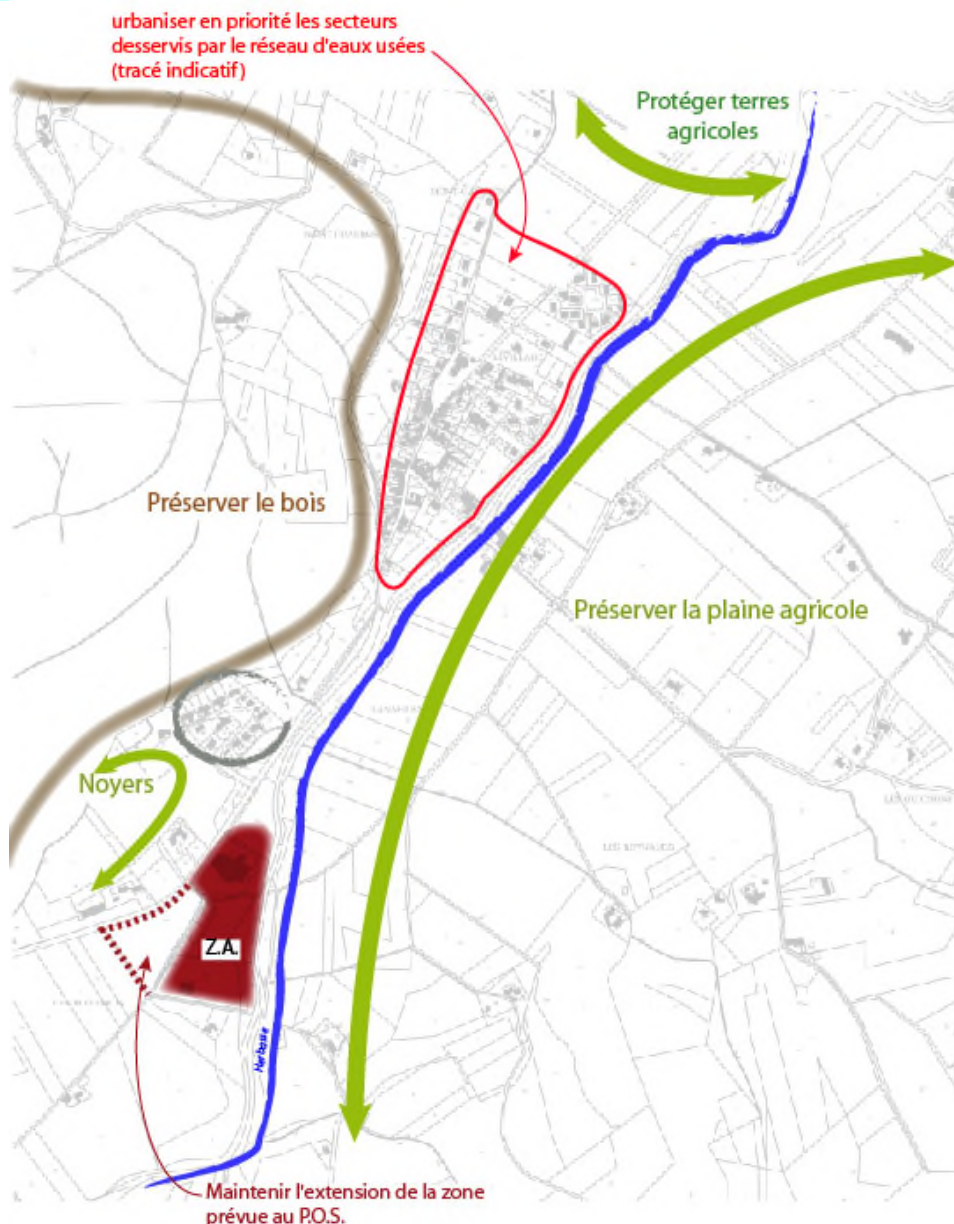 urbaniser en priorité les secteurs
desservis par le réseau d'eaux usées
(tracé indicatif)
Protéger terres
agricoles
Préserver le bois
Préserver la plaine agricole
Noyers
Z.A.
Herbasse
Maintenir l'extension de la zone
prévue au P.O.S.